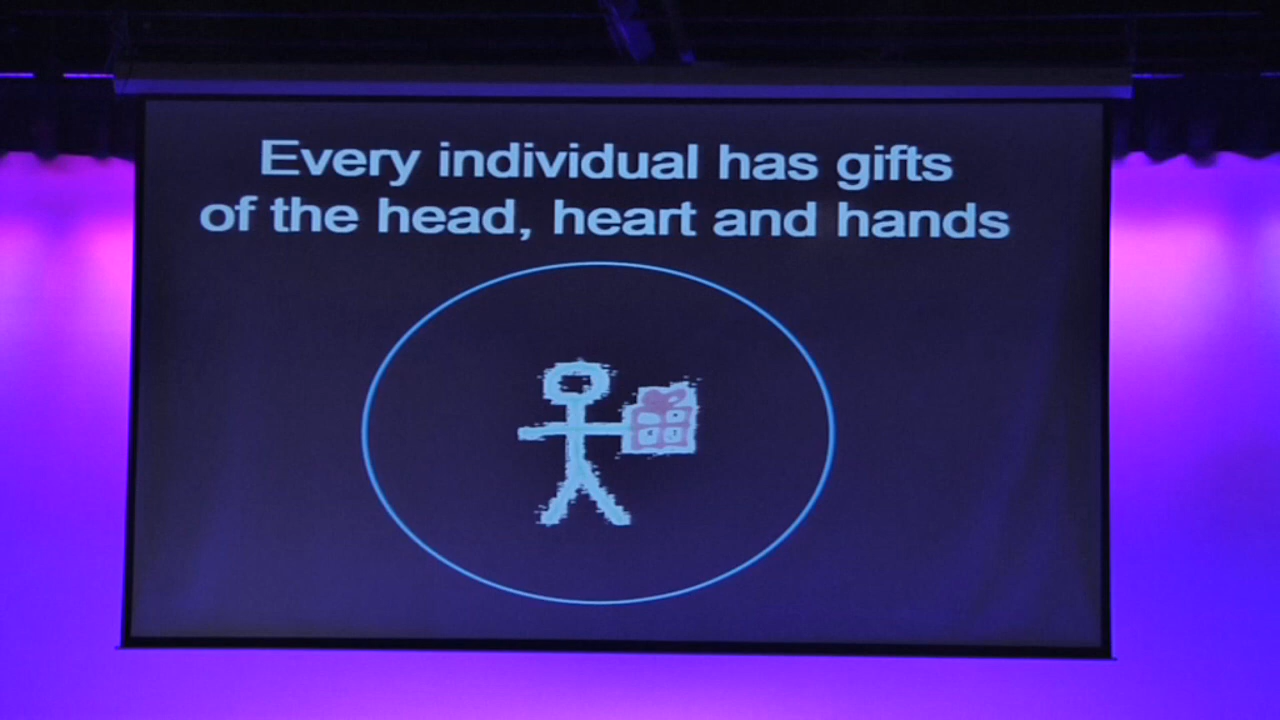 Every individual has gifts
of the head, heart and hands